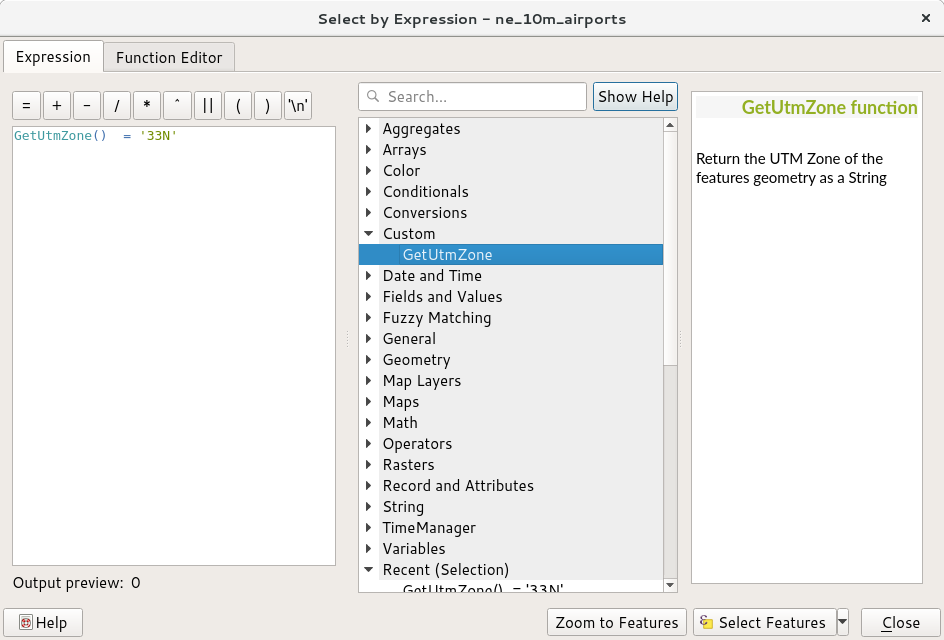 Select by Expression – ne_10m_airports
×
Expression
Function Editor
= + - / * ^ || ( ) '\n'
GetUtmZone()  = '33N'
Output preview: 0
Search...
Show Help
Aggregates
Arrays
Color
Conditionals
Conversions
Custom
GetUtmZone
Date and Time
Fields and Values
Fuzzy Matching
General
Geometry
Map Layers
Maps
Math
Operators
Rasters
Record and Attributes
String
TimeManager
Variables
Recent (Selection)
GetUtmZone()  = '33N'
GetUtmZone function
Return the UTM Zone of the
features geometry as a String
Help
Zoom to Features
Select Features
Close